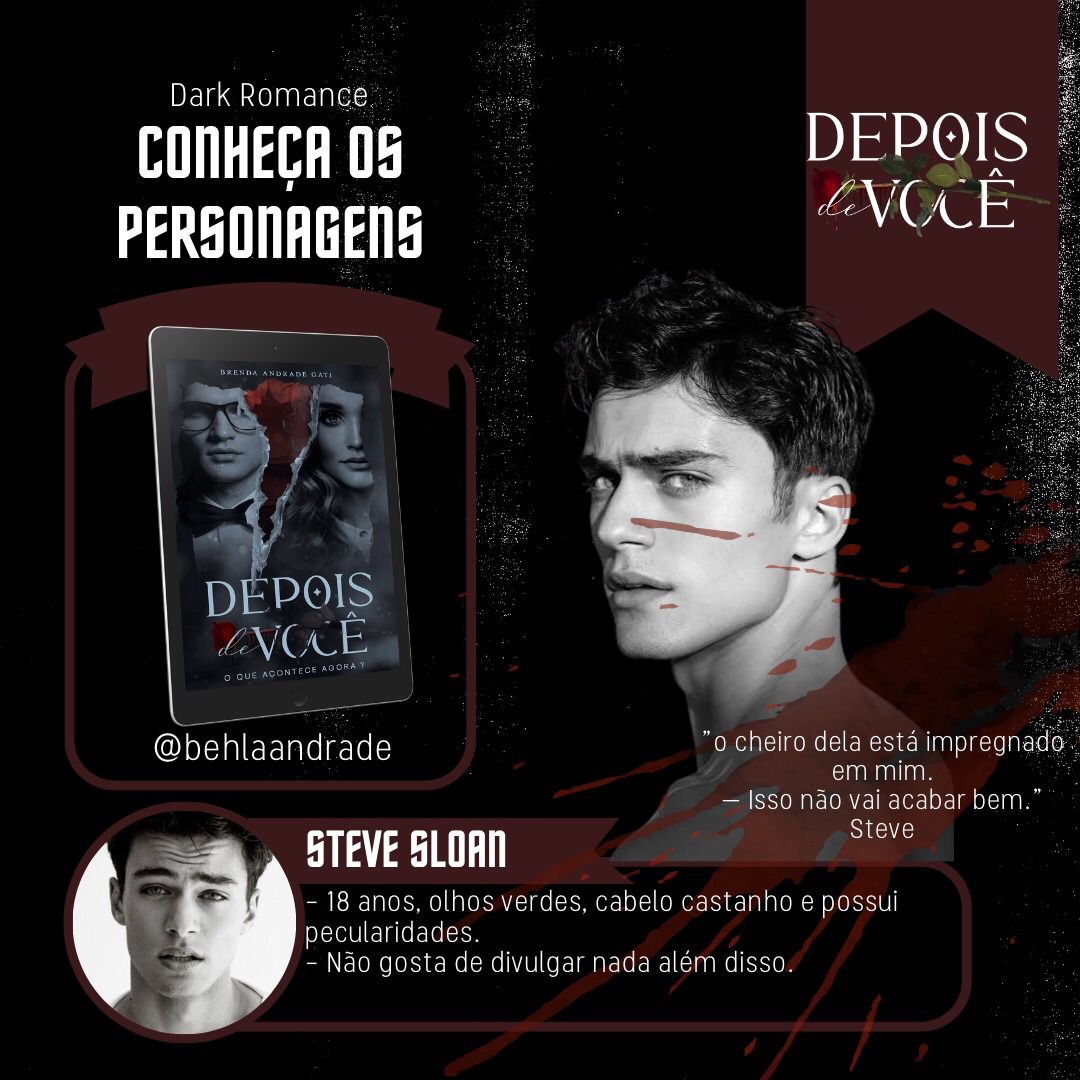 Dark Romance
CONHEÇA OS
PERSONAGENS
DEPOIS
de VOCÊ
BRENDA ANDRADE GATI
DEPOIS
de VOCÊ
O QUE ACONTECE AGORA ?
@behlaandrade
"o cheiro dela está impregnado
em mim.
— Isso não vai acabar bem."
Steve
STEVE SLOAN
- 18 anos, olhos verdes, cabelo castanho e possui
pecularidades.
- Não gosta de divulgar nada além disso.